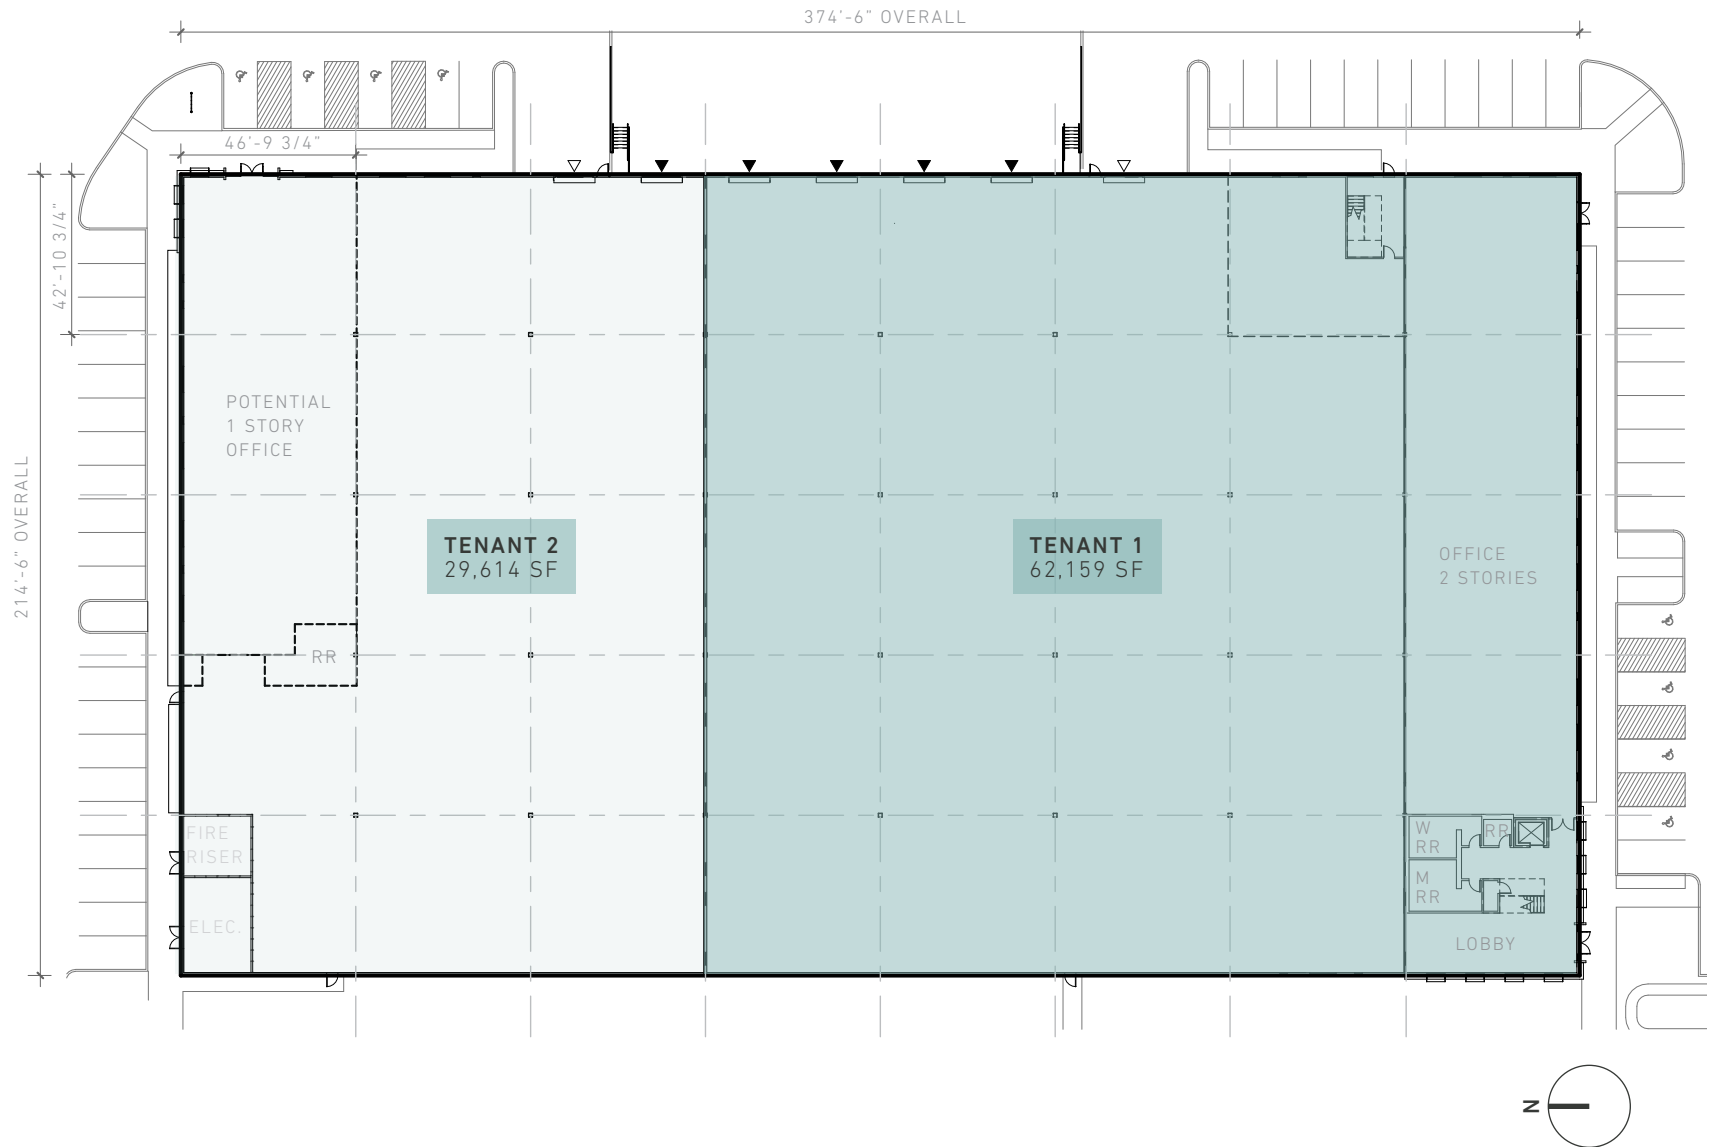 374'-6" OVERALL
46'-9 3/4"
42'-10 3/4"
214'-6" OVERALL
POTENTIAL
1 STORY
OFFICE
RR
TENANT 2
29,614 SF
TENANT 1
62,159 SF
OFFICE
2 STORIES
FIRE
RISER
ELEC.
W
RR
RR
M
RR
LOBBY
N